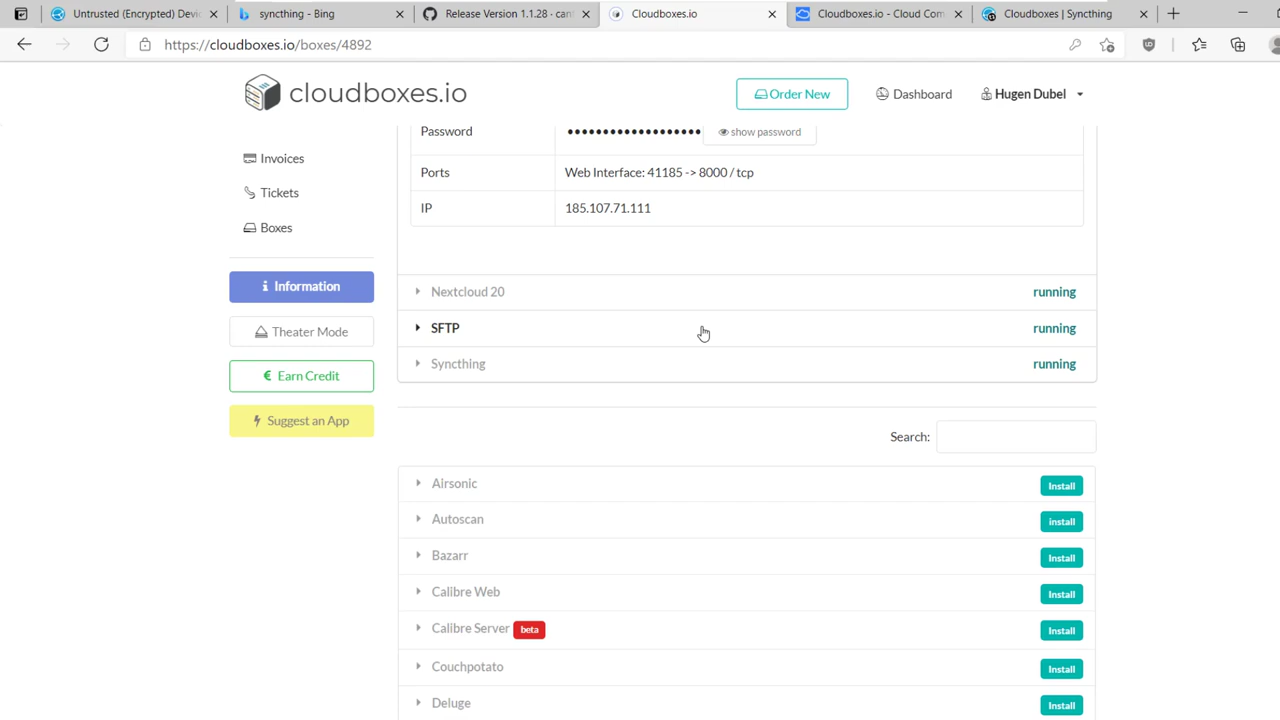 Untrusted (Encrypted) Devic
syncthing - Bing
Release Version 1.1.28 - cant
Cloudboxes.io
Cloudboxes.io - Cloud Com
Cloudboxes | Syncthing
https://cloudboxes.io/boxes/4892
cloudboxes.io
Order New
Dashboard
Hugen Dubel
Invoices
Tickets
Boxes
Information
Theater Mode
€ Earn Credit
Suggest an App
Password
•••••••••••••••••••
show password
Ports
Web Interface: 41185 -> 8000 / tcp
IP
185.107.71.111
Nextcloud 20
running
SFTP
running
Syncthing
running
Search:
Airsonic
Install
Autoscan
install
Bazarr
Install
Calibre Web
Install
Calibre Server beta
Install
Couchpotato
Install
Deluge
Install